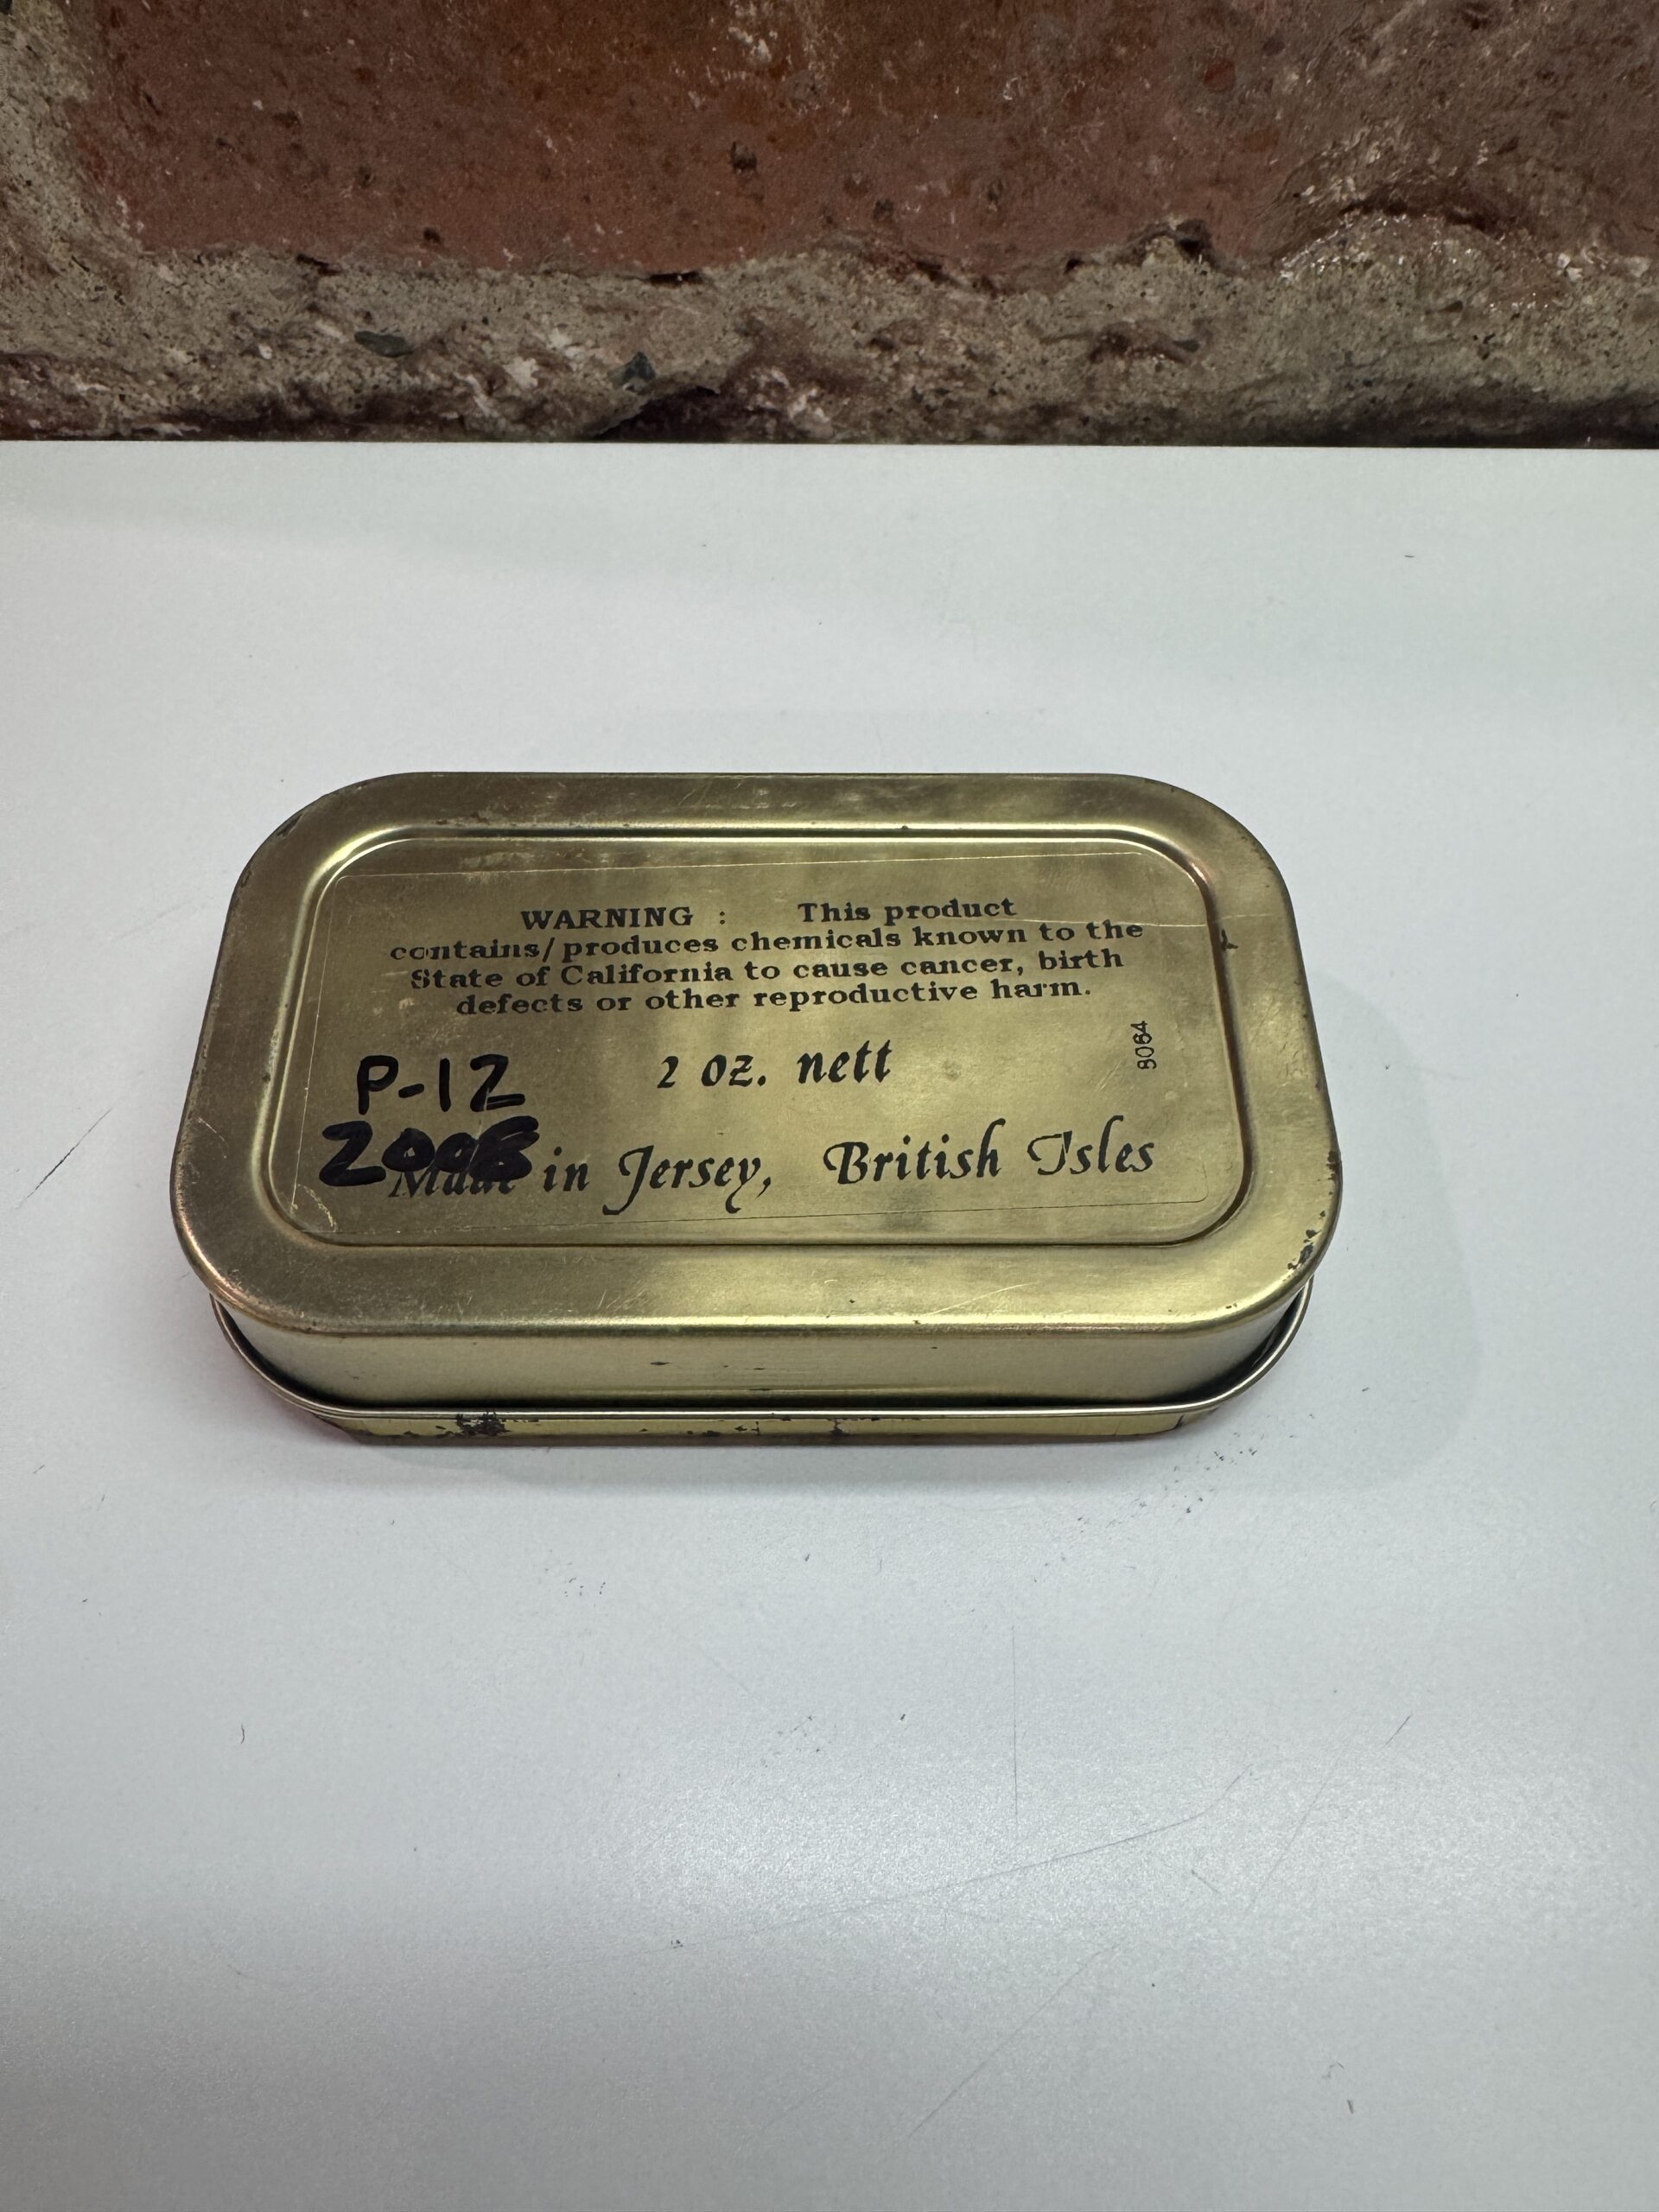 WARNING : This product
contains/produces chemicals known to the
State of California to cause cancer, birth
defects or other reproductive harm.
8064
P-12
2 oz. nett
in Jersey, British Isles